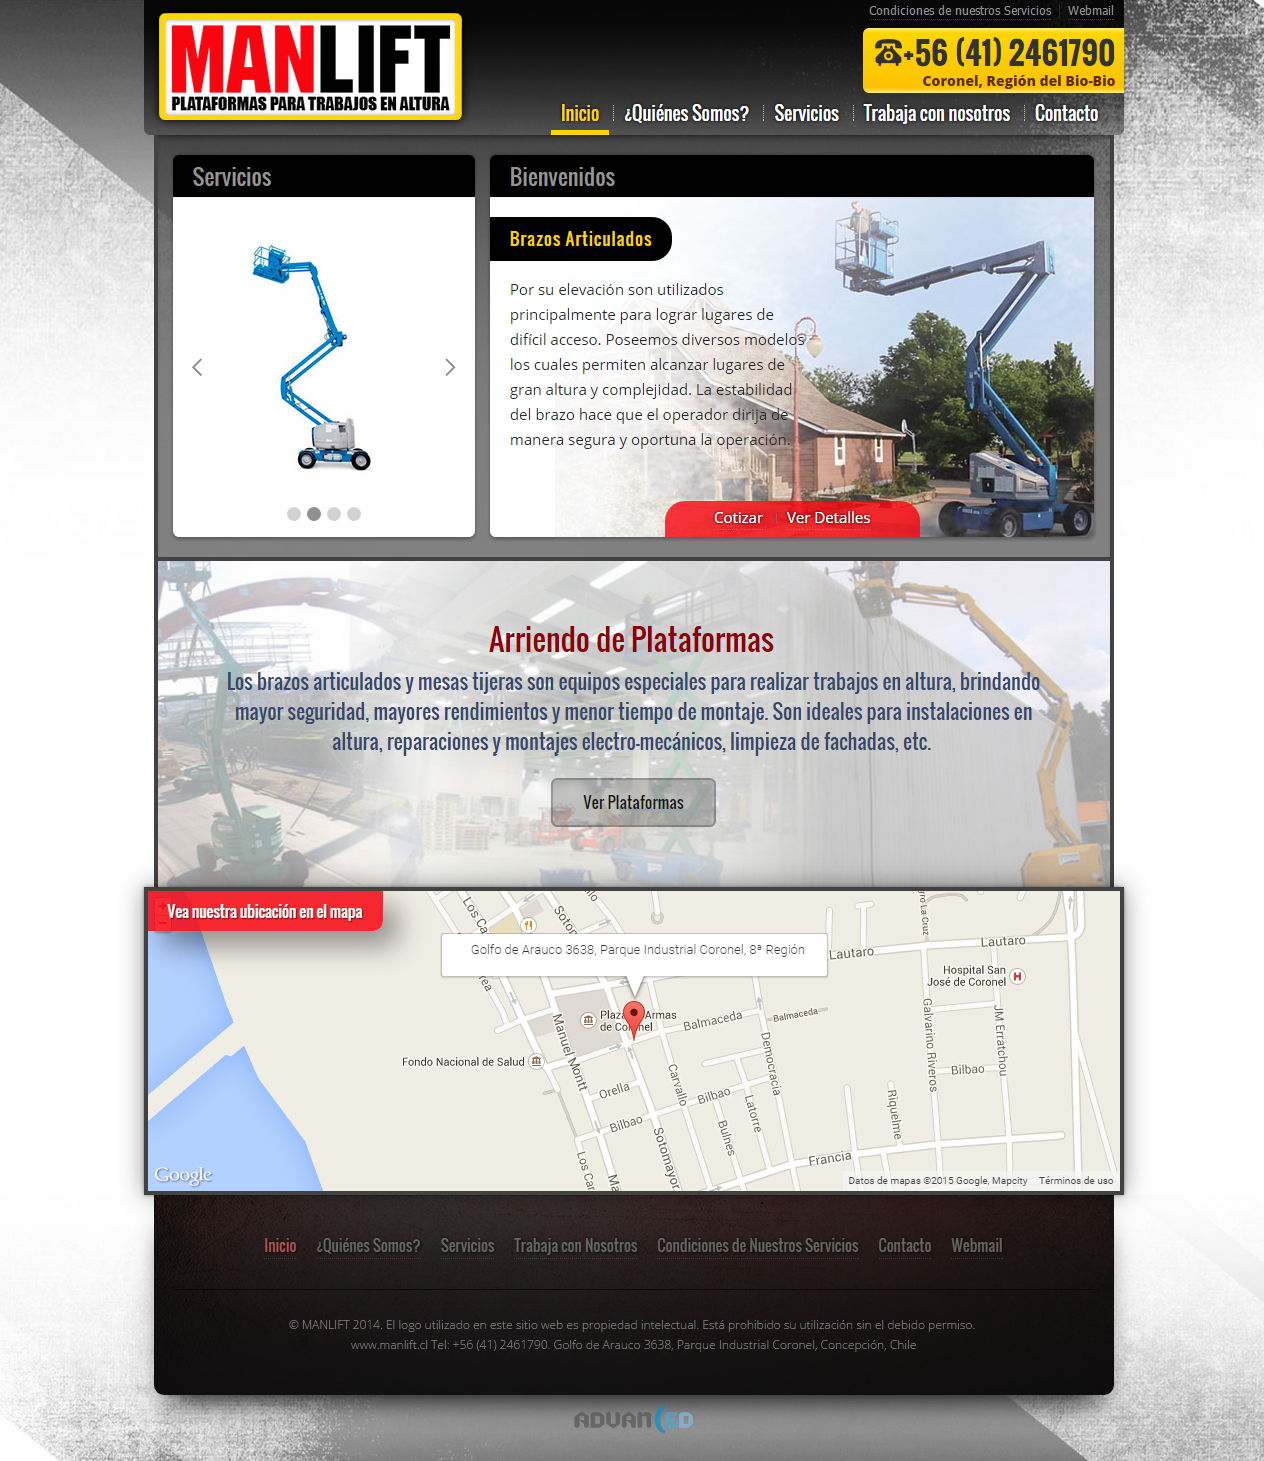 Condiciones de nuestros Servicios
Webmail
MANLIFT
PLATAFORMAS PARA TRABAJOS EN ALTURA
+56 (41) 2461790
Coronel, Región del Bio-Bio
Inicio
¿Quiénes Somos?
Servicios
Trabaja con nosotros
Contacto
Servicios
Bienvenidos
Brazos Articulados
Por su elevación son utilizados
principalmente para lograr lugares de
difícil acceso. Poseemos diversos modelos
los cuales permiten alcanzar lugares de
gran altura y complejidad. La estabilidad
del brazo hace que el operador dirija de
manera segura y oportuna la operación.
Cotizar
Ver Detalles
Arriendo de Plataformas
Los brazos articulados y mesas tijeras son equipos especiales para realizar trabajos en altura, brindando
mayor seguridad, mayores rendimientos y menor tiempo de montaje. Son ideales para instalaciones en
altura, reparaciones y montajes electro-mecánicos, limpieza de fachadas, etc.
Ver Plataformas
Vea nuestra ubicación en el mapa
Golfo de Arauco 3638, Parque Industrial Coronel, 8ª Región
Lautaro
Lautaro
Hospital San
José de Coronel
Balmaceda
Balmaceda
Fondo Nacional de Salud
Manuel Montt
Democracia
Galvarino Riveros
JM Erratchou
Bilbao
Orella
Carvallo
Bilbao
Bilbao
Latorre
Bulnes
Riquelme
Sotomayor
Francia
Google
Datos de mapas ©2015 Google, Mapcity
Términos de uso
Inicio
¿Quiénes Somos?
Servicios
Trabaja con Nosotros
Condiciones de Nuestros Servicios
Contacto
Webmail
© MANLIFT 2014. El logo utilizado en este sitio web es propiedad intelectual. Está prohibido su utilización sin el debido permiso.
www.manlift.cl Tel: +56 (41) 2461790. Golfo de Arauco 3638, Parque Industrial Coronel, Concepción, Chile
ADVANCED